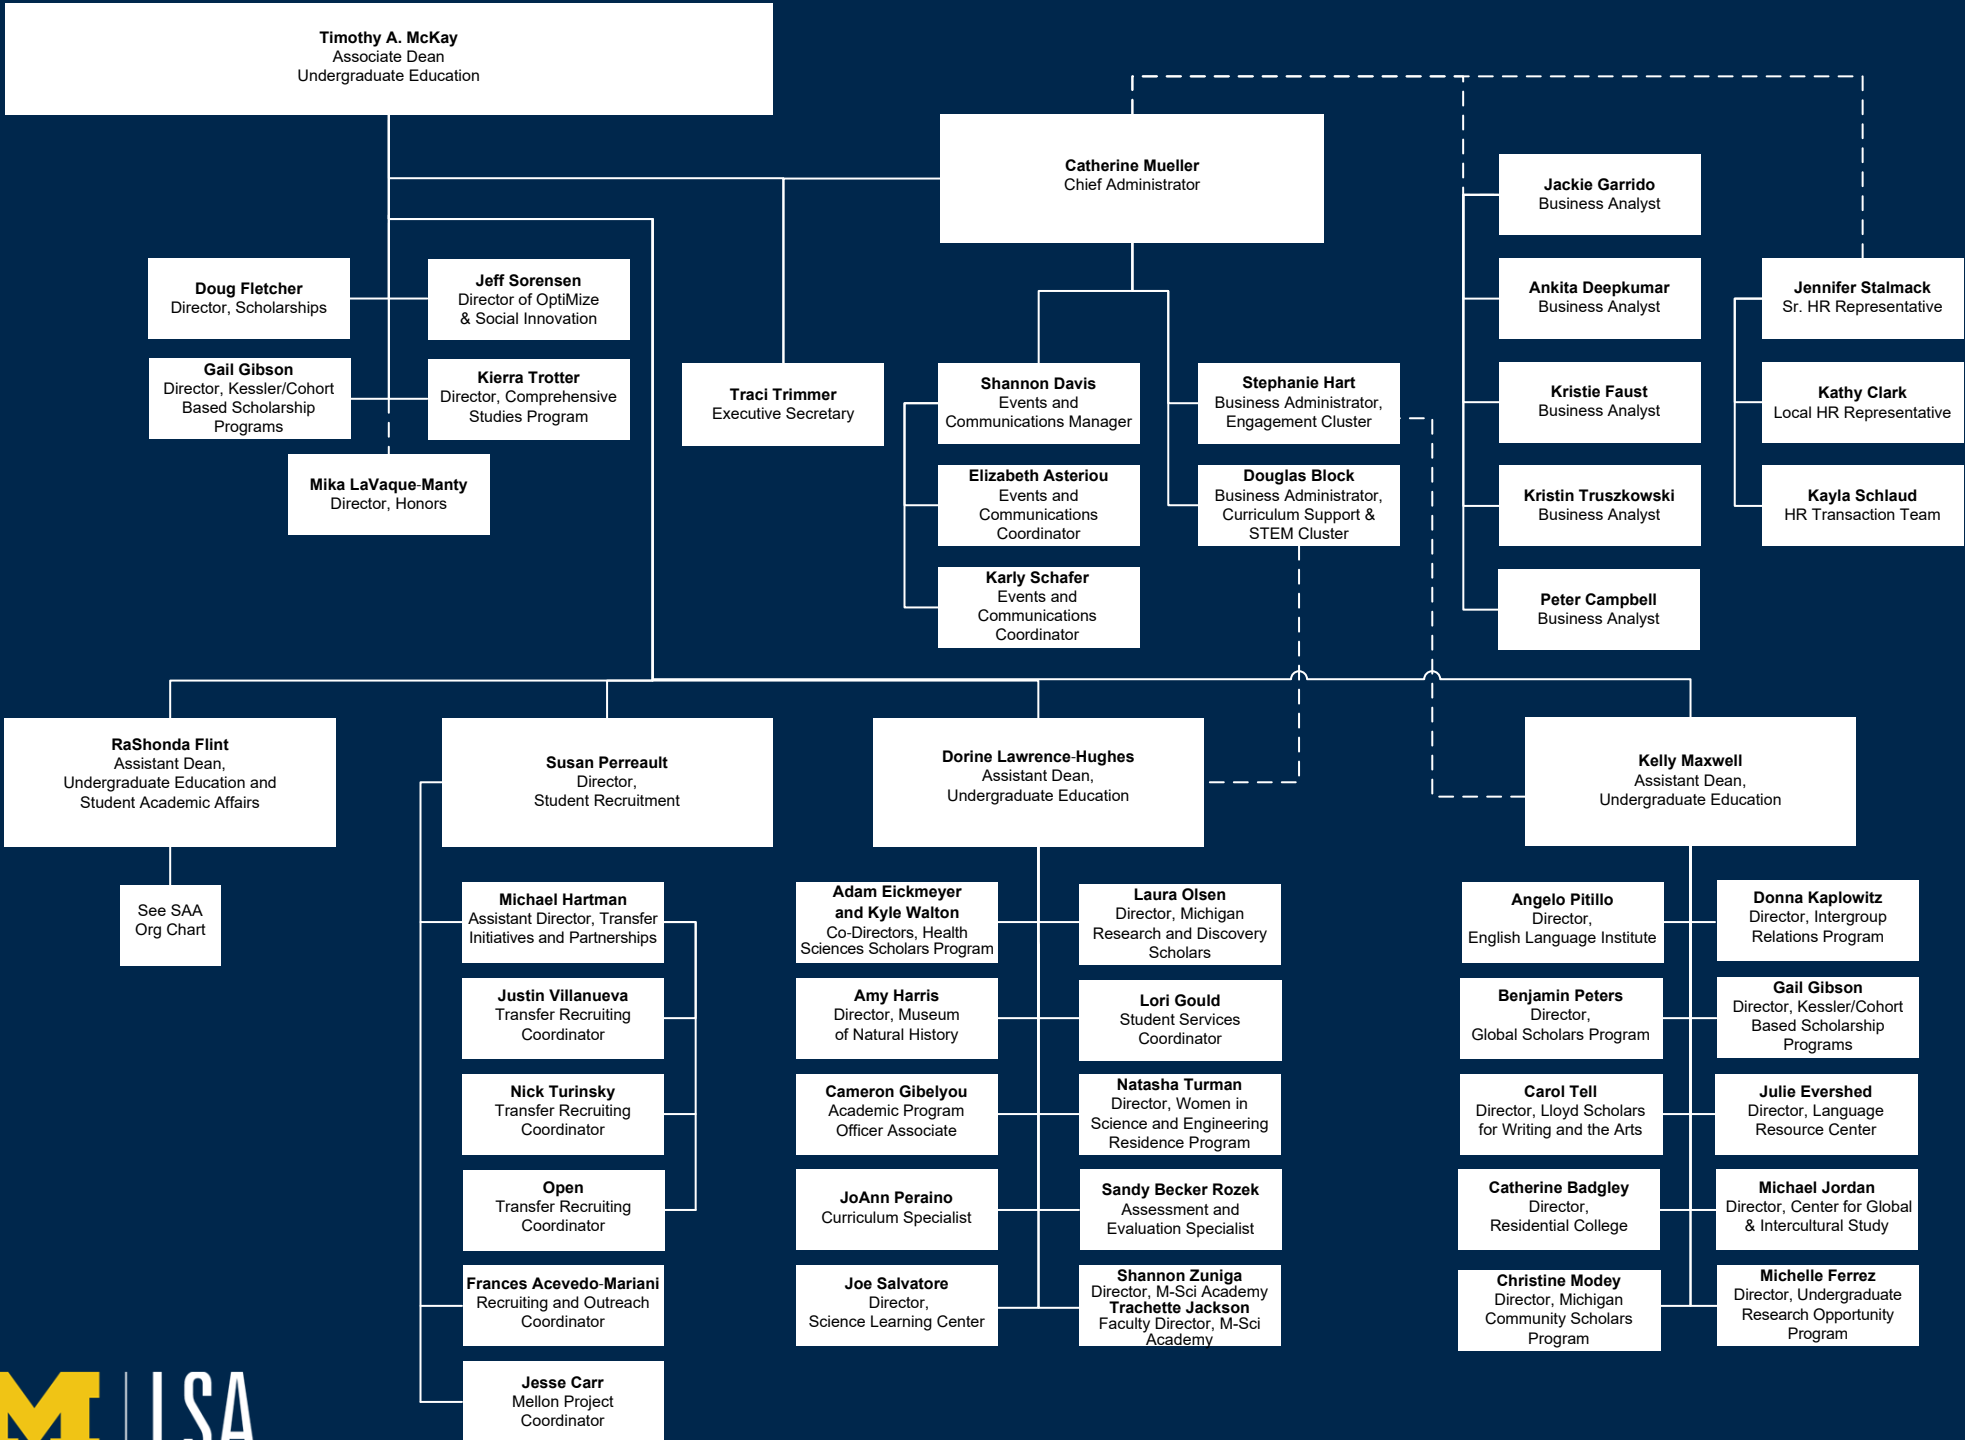 Timothy A. McKay
Associate Dean
Undergraduate Education
Catherine Mueller
Chief Administrator
Doug Fletcher
Director, Scholarships
Jeff Sorensen
Director of OptiMize
& Social Innovation
Gail Gibson
Director, Kessler/Cohort
Based Scholarship
Programs
Kierra Trotter
Director, Comprehensive
Studies Program
Mika LaVaque-Manty
Director, Honors
Traci Trimmer
Executive Secretary
Shannon Davis
Events and
Communications Manager
Elizabeth Asteriou
Events and
Communications
Coordinator
Karly Schafer
Events and
Communications
Coordinator
Stephanie Hart
Business Administrator,
Engagement Cluster
Douglas Block
Business Administrator,
Curriculum Support &
STEM Cluster
Jackie Garrido
Business Analyst
Ankita Deepkumar
Business Analyst
Kristie Faust
Business Analyst
Kristin Truszkowski
Business Analyst
Peter Campbell
Business Analyst
Jennifer Stalmack
Sr. HR Representative
Kathy Clark
Local HR Representative
Kayla Schlaud
HR Transaction Team
RaShonda Flint
Assistant Dean,
Undergraduate Education and
Student Academic Affairs
See SAA
Org Chart
Susan Perreault
Director,
Student Recruitment
Michael Hartman
Assistant Director, Transfer
Initiatives and Partnerships
Justin Villanueva
Transfer Recruiting
Coordinator
Nick Turinsky
Transfer Recruiting
Coordinator
Open
Transfer Recruiting
Coordinator
Frances Acevedo-Mariani
Recruiting and Outreach
Coordinator
Jesse Carr
Mellon Project
Coordinator
Dorine Lawrence-Hughes
Assistant Dean,
Undergraduate Education
Adam Eickmeyer
and Kyle Walton
Co-Directors, Health
Sciences Scholars Program
Laura Olsen
Director, Michigan
Research and Discovery
Scholars
Amy Harris
Director, Museum
of Natural History
Lori Gould
Student Services
Coordinator
Cameron Gibelyou
Academic Program
Officer Associate
Natasha Turman
Director, Women in
Science and Engineering
Residence Program
JoAnn Peraino
Curriculum Specialist
Sandy Becker Rozek
Assessment and
Evaluation Specialist
Joe Salvatore
Director,
Science Learning Center
Shannon Zuniga
Director, M-Sci Academy
Trachette Jackson
Faculty Director, M-Sci
Academy
Kelly Maxwell
Assistant Dean,
Undergraduate Education
Angelo Pitillo
Director,
English Language Institute
Donna Kaplowitz
Director, Intergroup
Relations Program
Benjamin Peters
Director,
Global Scholars Program
Gail Gibson
Director, Kessler/Cohort
Based Scholarship
Programs
Carol Tell
Director, Lloyd Scholars
for Writing and the Arts
Julie Evershed
Director, Language
Resource Center
Catherine Badgley
Director,
Residential College
Michael Jordan
Director, Center for Global
& Intercultural Study
Christine Modey
Director, Michigan
Community Scholars
Program
Michelle Ferrez
Director, Undergraduate
Research Opportunity
Program
M LSA